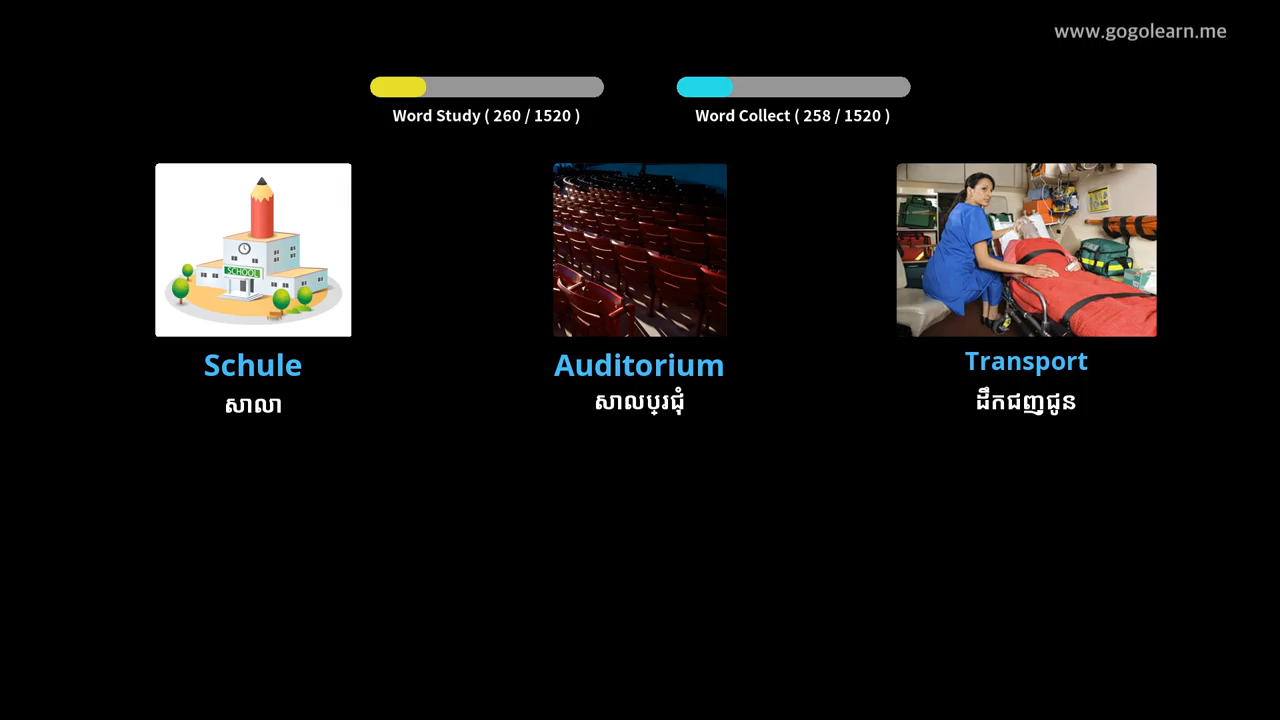 www.gogolearn.me
Word Study ( 260 / 1520 )
Word Collect ( 258 / 1520 )
SCHOOL
Schule
Auditorium
Transport
សាលា
សាលប្រជុំ
ដឹកជញ្ជូន